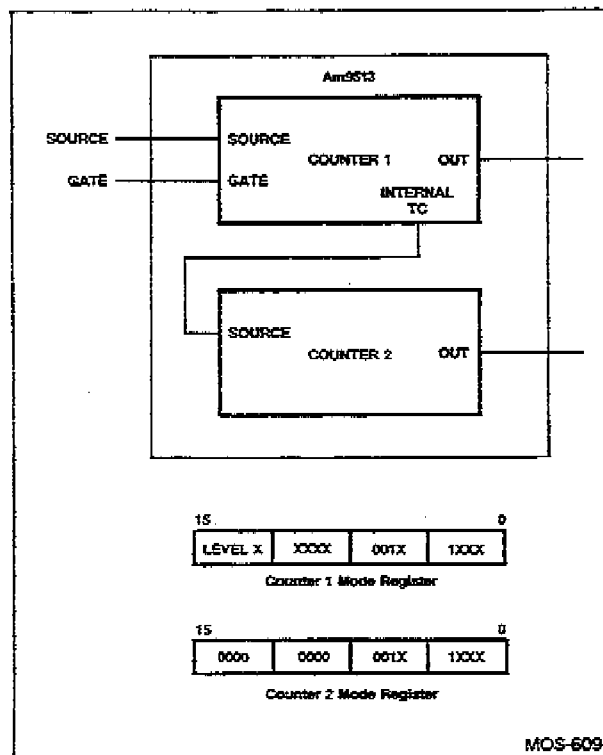 Am9513
SOURCE
SOURCE
COUNTER 1
OUT
GATE
GATE
INTERNAL
TC
SOURCE
COUNTER 2
OUT
15 0
LEVEL X XXXX 001X 1XXX
Counter 1 Mode Register
15 0
0000 0000 001X 1XXX
Counter 2 Mode Register
MOS-609